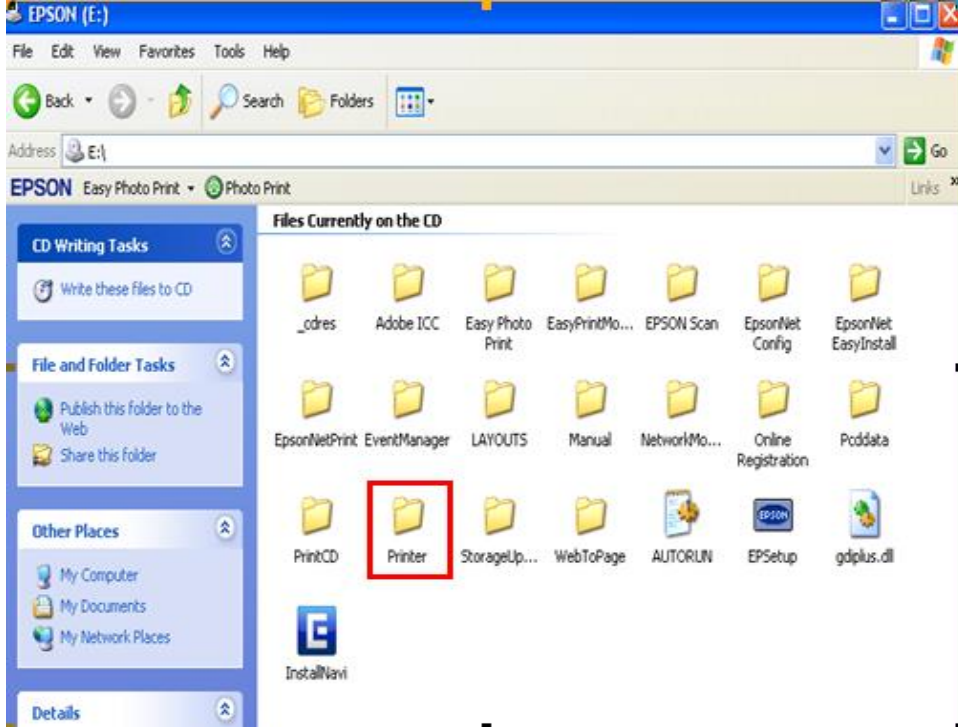 EPSON (E:)
File Edit View Favorites Tools Help
Back Search Folders
Address E:\ Go
EPSON Easy Photo Print Photo Print Links »
CD Writing Tasks
Write these files to CD
File and Folder Tasks
Publish this folder to the
Web
Share this folder
Other Places
My Computer
My Documents
My Network Places
Details
Files Currently on the CD
_cdres Adobe ICC Easy Photo Print EasyPrintMo... EPSON Scan EpsonNet Config EpsonNet EasyInstall
EpsonNetPrint EventManager LAYOUTS Manual NetworkMo... Online Registration Pcddata
PrintCD Printer StorageUp... WebToPage AUTORUN EPSON EPSetup gdiplus.dll
InstallNavi